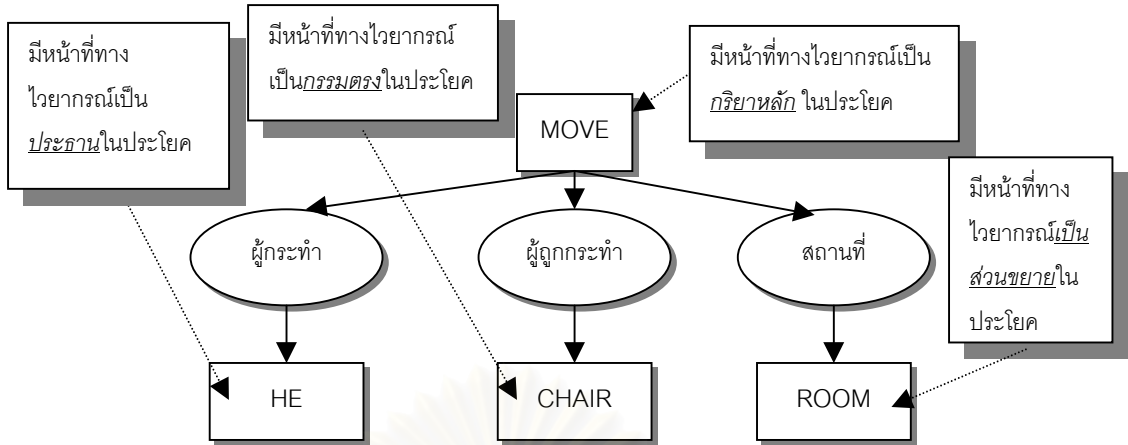 มีหน้าที่ทาง
ไวยากรณ์เป็น
ประธานในประโยค
มีหน้าที่ทางไวยากรณ์
เป็นกรรมตรงในประโยค
มีหน้าที่ทางไวยากรณ์เป็น
กริยาหลัก ในประโยค
MOVE
มีหน้าที่ทาง
ไวยากรณ์เป็น
ส่วนขยายใน
ประโยค
ผู้กระทำ
ผู้ถูกกระทำ
สถานที่
HE
CHAIR
ROOM